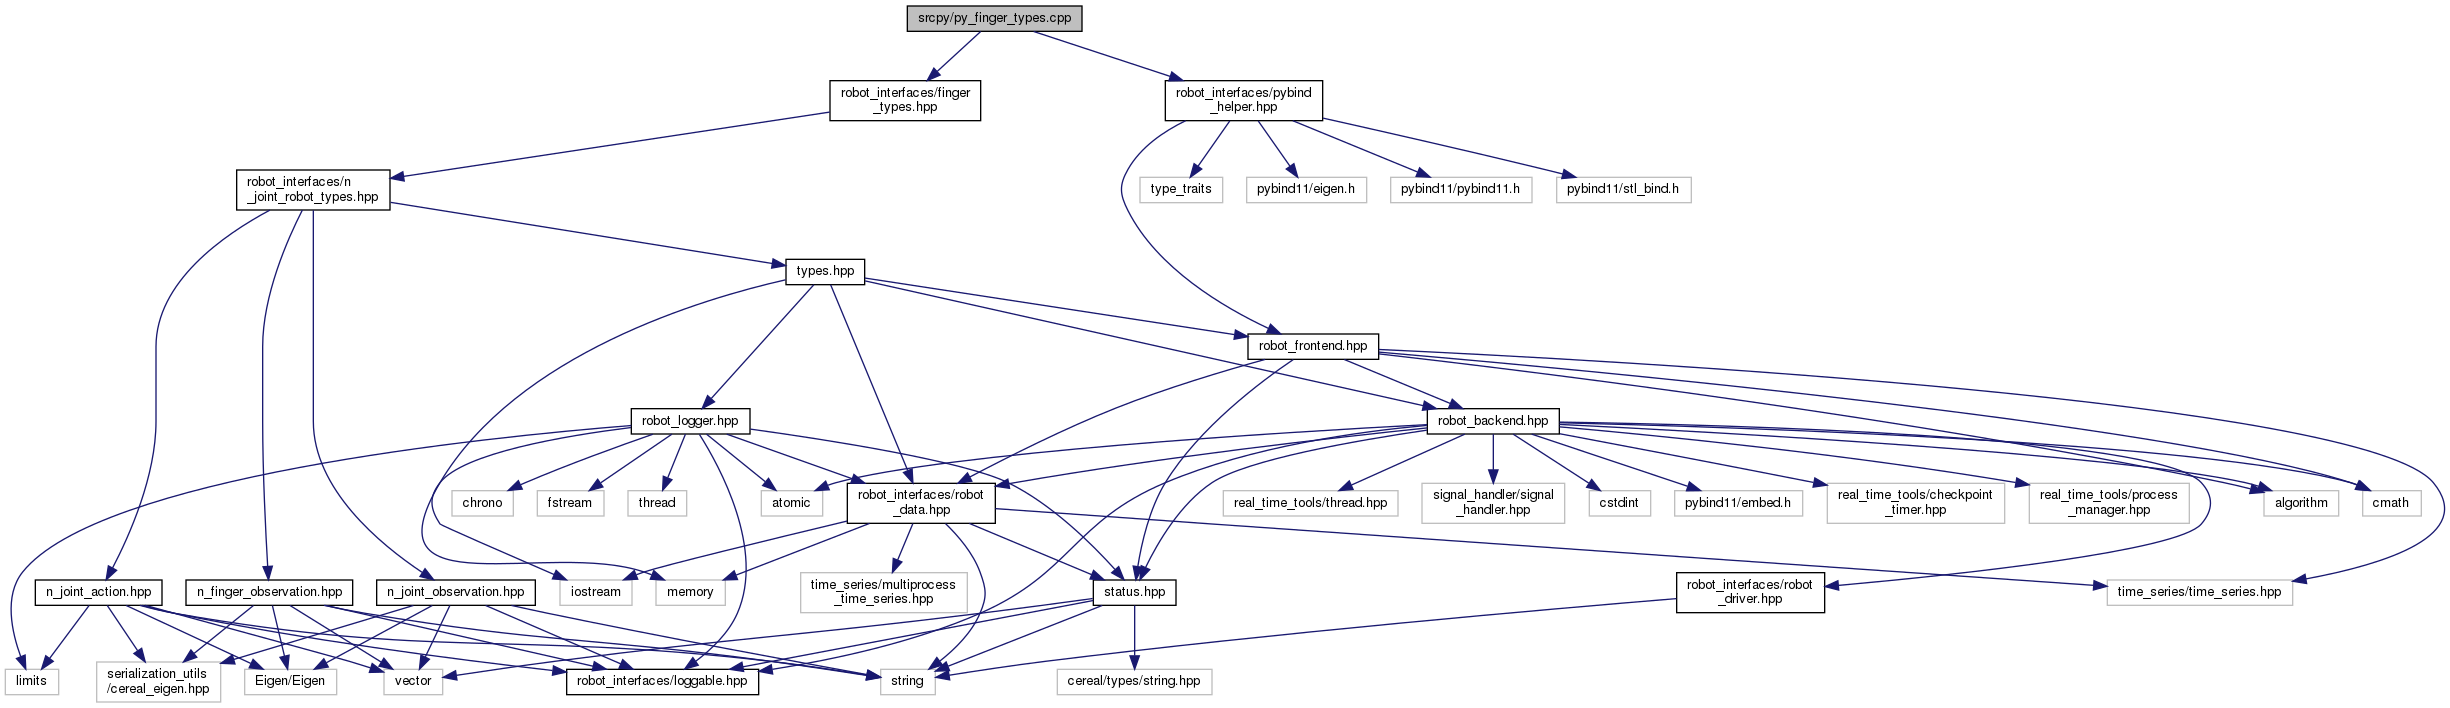 srcpy/py_finger_types.cpp
robot_interfaces/finger
_types.hpp
robot_interfaces/pybind
_helper.hpp
robot_interfaces/n
_joint_robot_types.hpp
type_traits
pybind11/eigen.h
pybind11/pybind11.h
pybind11/stl_bind.h
types.hpp
robot_frontend.hpp
robot_logger.hpp
robot_backend.hpp
chrono
fstream
thread
atomic
robot_interfaces/robot
_data.hpp
real_time_tools/thread.hpp
signal_handler/signal
_handler.hpp
cstdint
pybind11/embed.h
real_time_tools/checkpoint
_timer.hpp
real_time_tools/process
_manager.hpp
algorithm
cmath
n_joint_action.hpp
n_finger_observation.hpp
n_joint_observation.hpp
iostream
memory
time_series/multiprocess
_time_series.hpp
status.hpp
robot_interfaces/robot
_driver.hpp
time_series/time_series.hpp
limits
serialization_utils
/cereal_eigen.hpp
Eigen/Eigen
vector
robot_interfaces/loggable.hpp
string
cereal/types/string.hpp